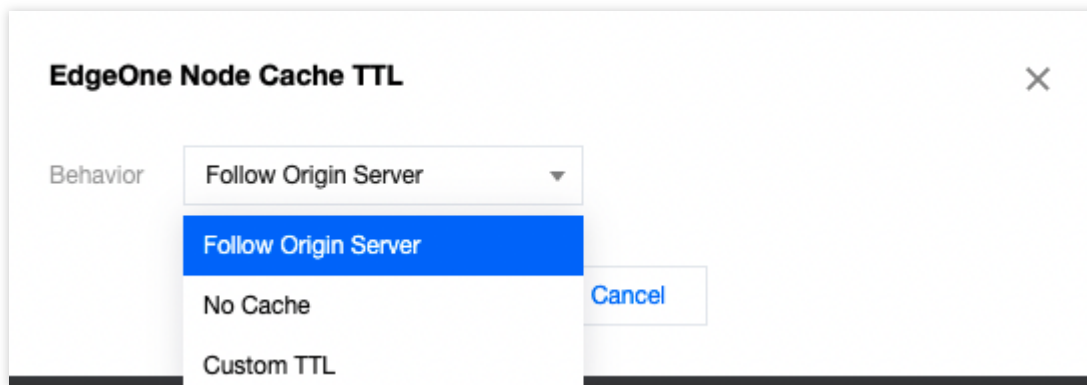 EdgeOne Node Cache TTL
Behavior Follow Origin Server
Follow Origin Server
No Cache
Cancel
Custom TTL